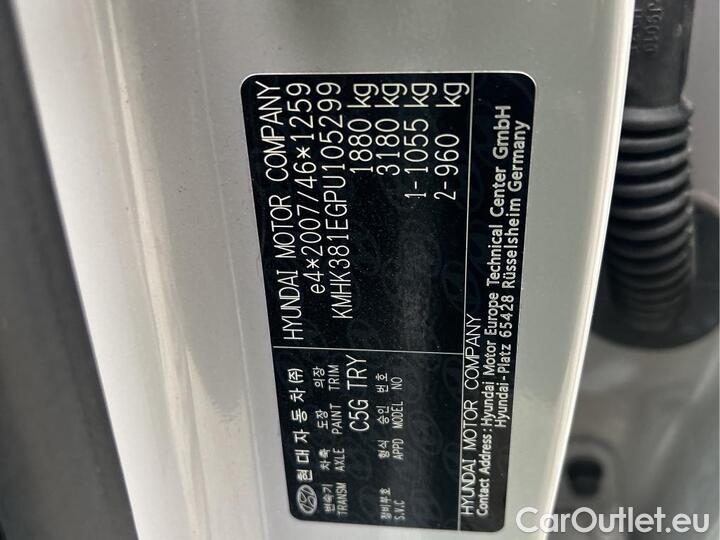 HYUNDAI MOTOR COMPANY
e4*2007/46*1259
KMHK381EGPU105299
1880 kg
3180 kg
1-1055 kg
2-960 kg
현대자동차(주)
변속기 차축 도장 의장
TRANSM AXLE PAINT TRIM
C5G TRY
장비부호 형식 승인 번호
S.V.C APPD MODEL NO
HYUNDAI MOTOR COMPANY
Contact Address : Hyundai Motor Europe Technical Center GmbH
Hyundai-Platz 65428 Rüsselsheim Germany
CarOutlet.eu